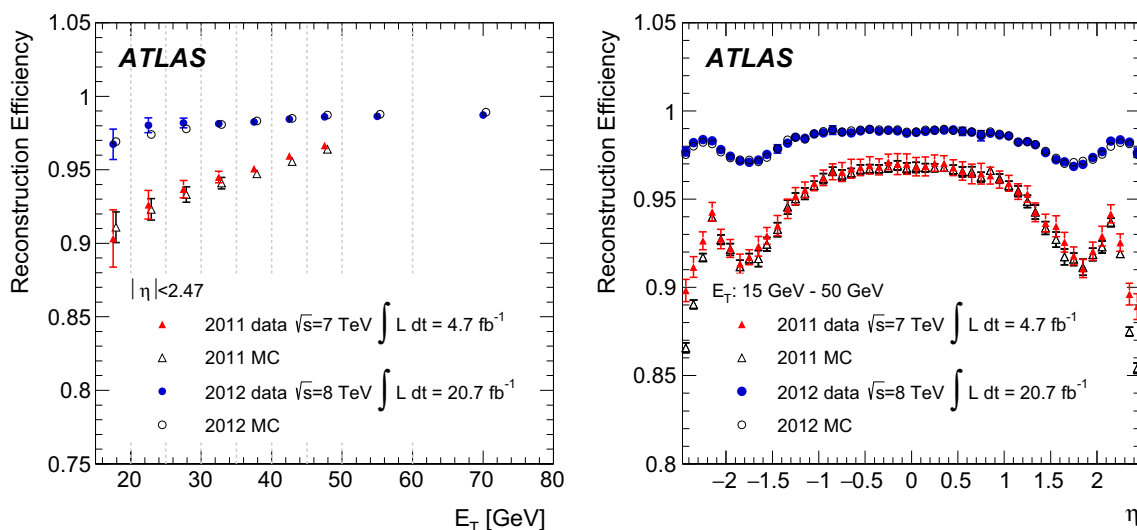 ATLAS
Reconstruction Efficiency
1.05
1
0.95
0.9
0.85
0.8
0.75
|η|<2.47
2011 data √s=7 TeV ∫ L dt = 4.7 fb⁻¹
2011 MC
2012 data √s=8 TeV ∫ L dt = 20.7 fb⁻¹
2012 MC
20 30 40 50 60 70 80
E_T [GeV]
ATLAS
Reconstruction Efficiency
1.05
1
0.95
0.9
0.85
0.8
E_T: 15 GeV - 50 GeV
2011 data √s=7 TeV ∫ L dt = 4.7 fb⁻¹
2011 MC
2012 data √s=8 TeV ∫ L dt = 20.7 fb⁻¹
2012 MC
−2 −1.5 −1 −0.5 0 0.5 1 1.5 2
η